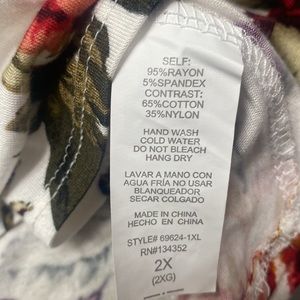 SELF:
95%RAYON
5%SPANDEX
CONTRAST:
65%COTTON
35%NYLON
HAND WASH
COLD WATER
DO NOT BLEACH
HANG DRY
LAVAR A MANO CON
AGUA FRIA NO USAR
BLANQUEADOR
SECAR COLGADO
MADE IN CHINA
HECHO EN CHINA
STYLE# 69624-1XL
RN#134352
2X
(2XG)